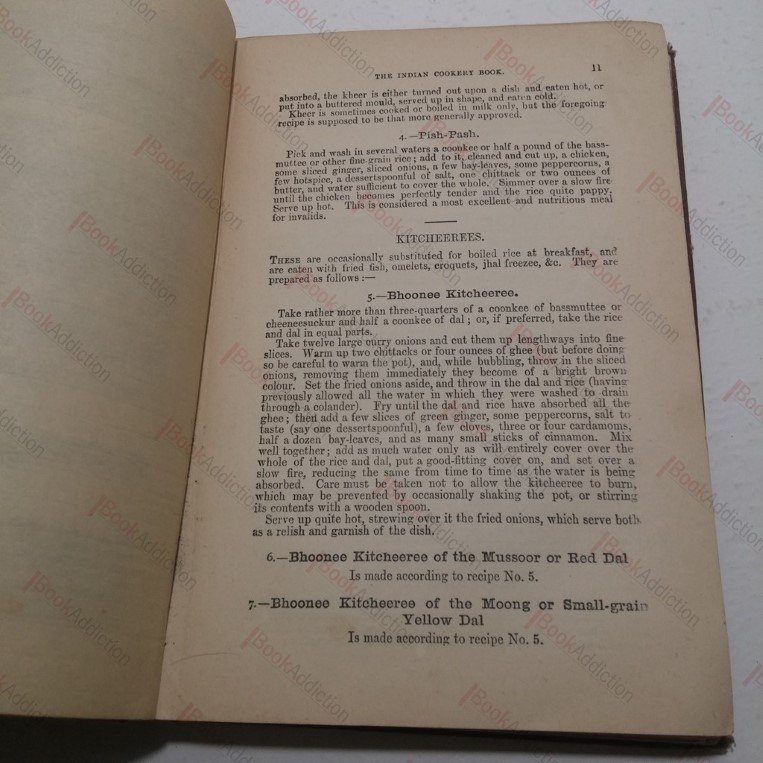 THE INDIAN COOKERY BOOK. 11
absorbed, the kheer is either turned out upon a dish and eaten hot, or
put into a buttered mould, served up in shape, and eaten cold.
Kheer is sometimes cooked or boiled in milk only, but the foregoing
recipe is supposed to be that more generally approved.
4.—Pish-Pash.
Pick and wash in several waters a coonkee or half a pound of the bass-
muttee or other fine-grain rice; add to it, cleaned and cut up, a chicken,
some sliced ginger, sliced onions, a few bay-leaves, some peppercorns, a
few hotspice, a dessertspoonful of salt, one chittack or two ounces of
butter, and water sufficient to cover the whole. Simmer over a slow fire
until the chicken becomes perfectly tender and the rice quite pappy.
Serve up hot. This is considered a most excellent and nutritious meal
for invalids.
KITCHEEREES.
THESE are occasionally substituted for boiled rice at breakfast, and
are eaten with fried fish, omelets, croquets, jhal freezee, &c. They are
prepared as follows :—
5.—Bhoonee Kitcheeree.
Take rather more than three-quarters of a coonkee of bassmuttee or
cheeneesuckur and half a coonkee of dal; or, if preferred, take the rice
and dal in equal parts.
Take twelve large curry onions and cut them up lengthways into fine
slices. Warm up two chittacks or four ounces of ghee (but before doing
so be careful to warm the pot), and, while bubbling, throw in the sliced
onions, removing them immediately they become of a bright brown
colour. Set the fried onions aside, and throw in the dal and rice (having
previously allowed all the water in which they were washed to drain
through a colander). Fry until the dal and rice have absorbed all the
ghee; then add a few slices of green ginger, some peppercorns, salt to
taste (say one dessertspoonful), a few cloves, three or four cardamoms,
half a dozen bay-leaves, and as many small sticks of cinnamon. Mix
well together; add as much water only as will entirely cover over the
whole of the rice and dal, put a good-fitting cover on, and set over a
slow fire, reducing the same from time to time as the water is being
absorbed. Care must be taken not to allow the kitcheeree to burn,
which may be prevented by occasionally shaking the pot, or stirring
its contents with a wooden spoon.
Serve up quite hot, strewing over it the fried onions, which serve both
as a relish and garnish of the dish.
6.—Bhoonee Kitcheeree of the Mussoor or Red Dal
Is made according to recipe No. 5.
7.—Bhoonee Kitcheeree of the Moong or Small-grain
Yellow Dal
Is made according to recipe No. 5.
BookAddiction